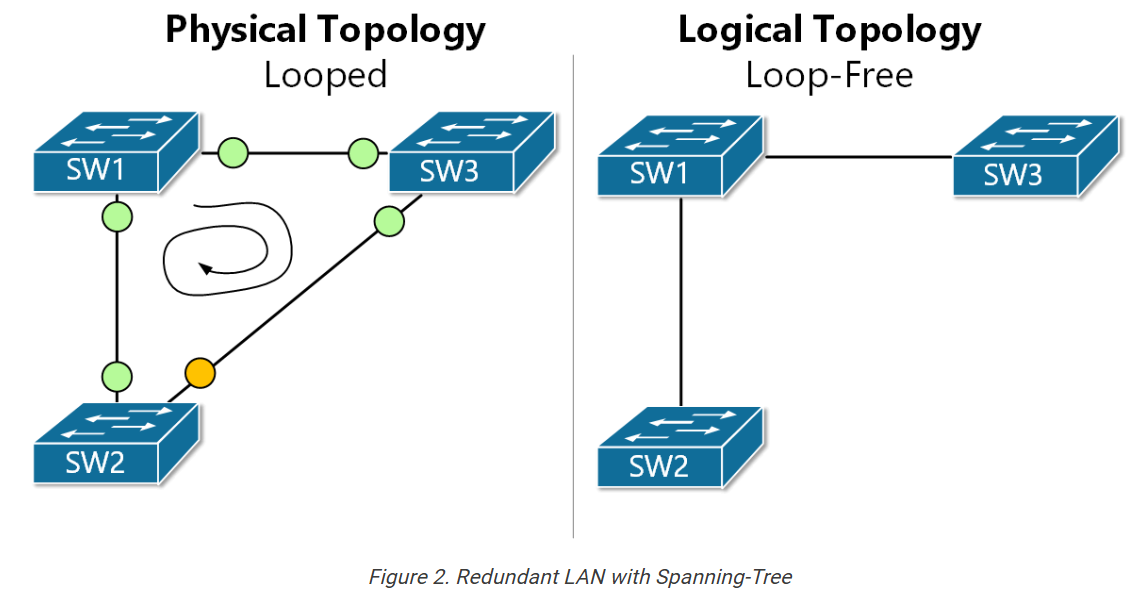 Physical Topology
Looped
SW1
SW3
SW2
Logical Topology
Loop-Free
SW1
SW3
SW2
Figure 2. Redundant LAN with Spanning-Tree